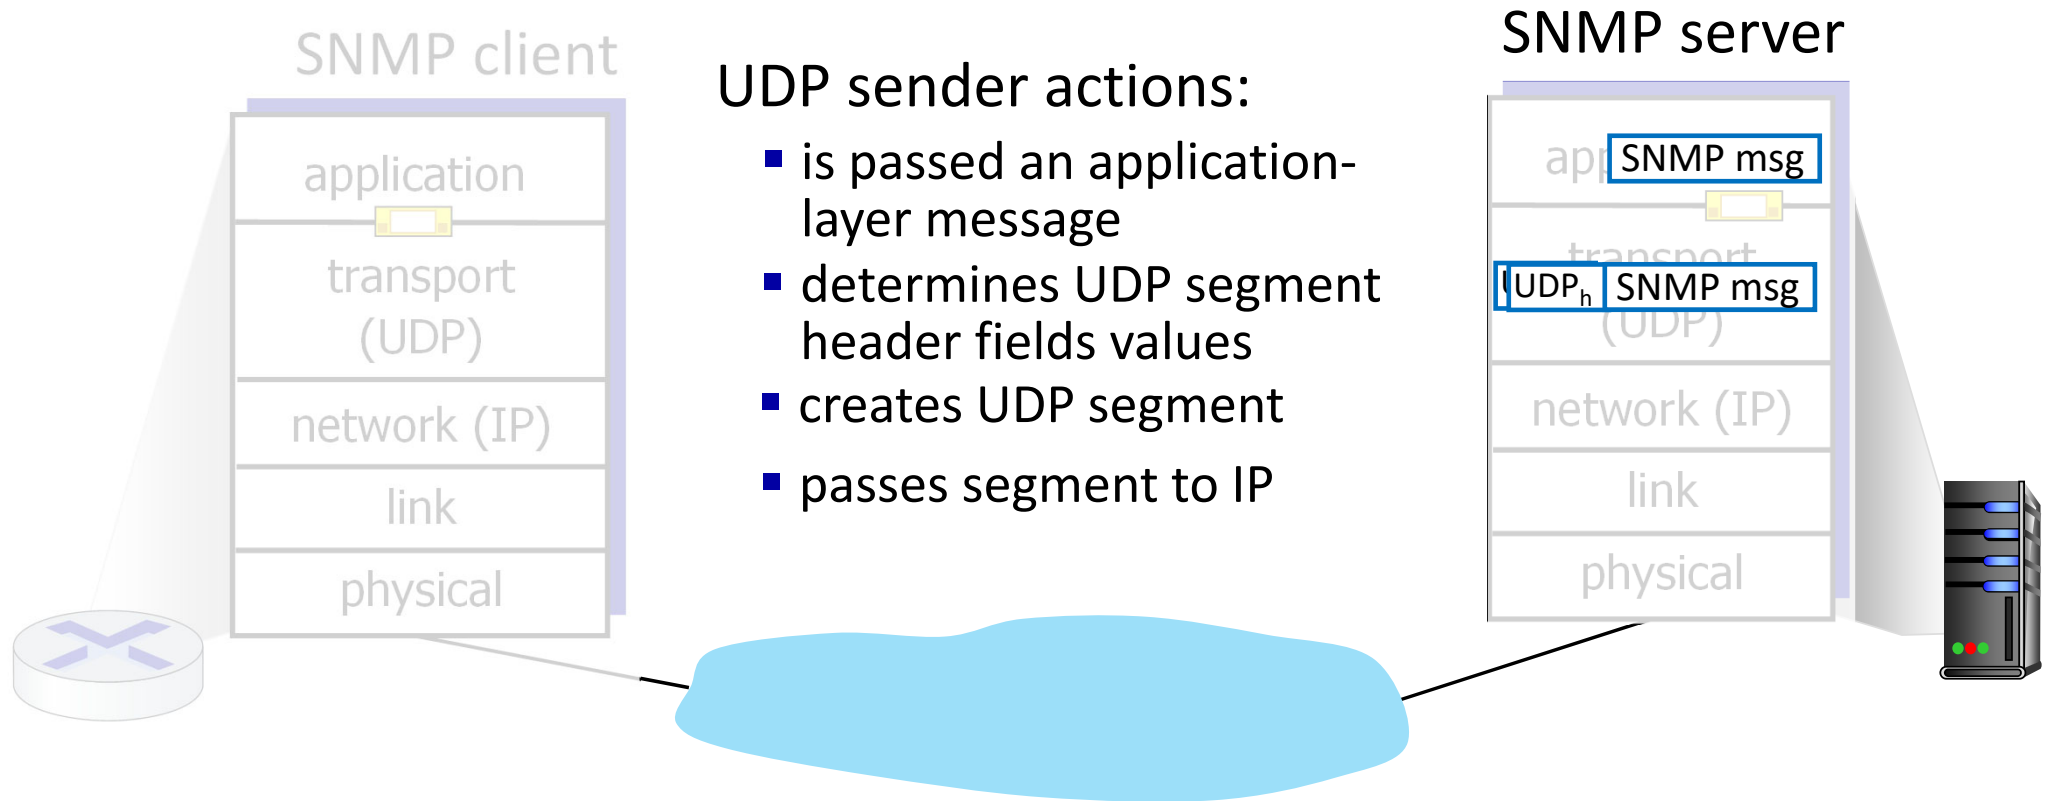 SNMP client
application
transport
(UDP)
network (IP)
link
physical
UDP sender actions:
is passed an application-
layer message
determines UDP segment
header fields values
creates UDP segment
passes segment to IP
SNMP server
SNMP msg
transport
UDPh SNMP msg
(UDP)
network (IP)
link
physical